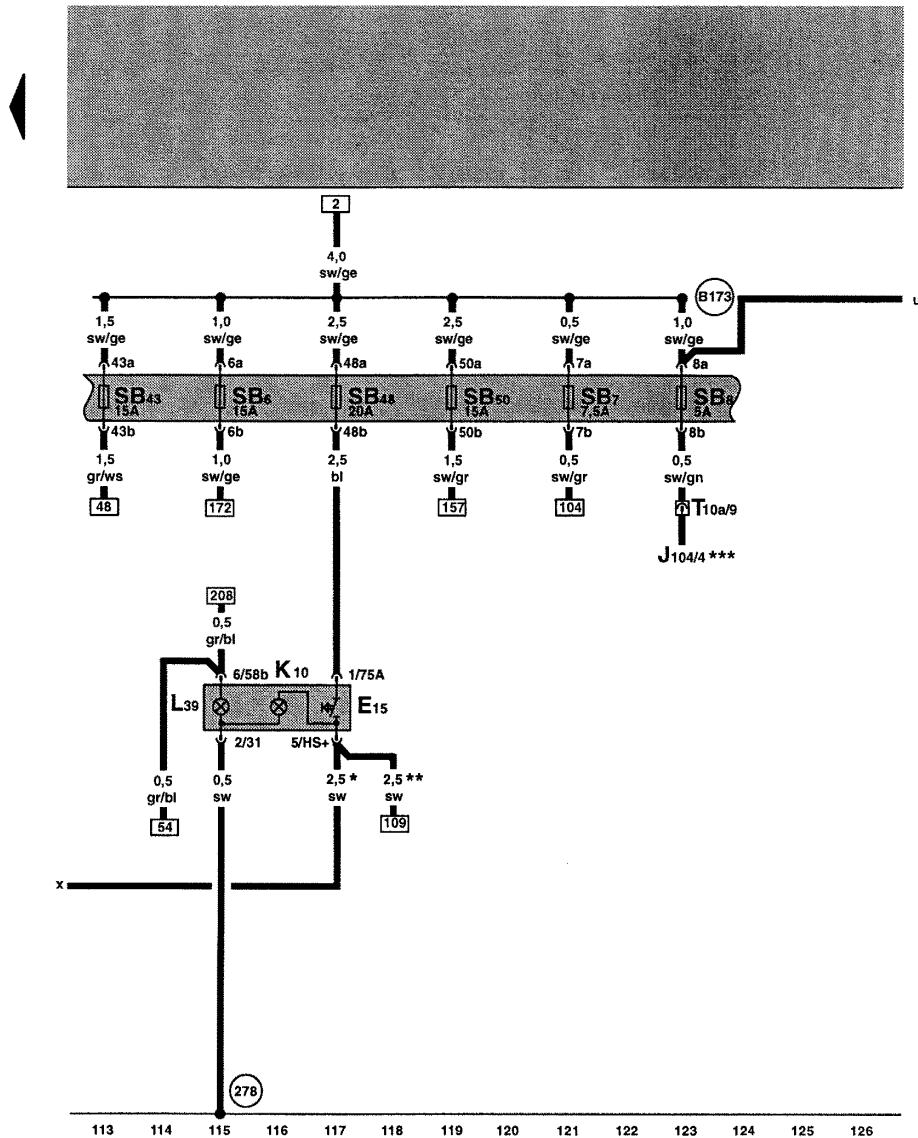 2
4,0
sw/ge
B173
u
1,5 1,0 2,5 2,5 0,5 1,0
sw/ge sw/ge sw/ge sw/ge sw/ge sw/ge
43a 6a 48a 50a 7a 8a
SB43 SB6 SB48 SB50 SB7 SB8
15A 15A 20A 15A 7,5A 5A
43b 6b 48b 50b 7b 8b
1,5 1,0 2,5 1,5 0,5 0,5
gr/ws sw/ge bl sw/gr sw/gr sw/gn
48 172 157 104 T10a/9
J104/4 ***
208
0,5
gr/bl
6/58b K10 1/75A
L39 E15
2/31 5/HS+
0,5 0,5 2,5 * 2,5 **
gr/bl sw sw sw
54 109
x
278
113 114 115 116 117 118 119 120 121 122 123 124 125 126